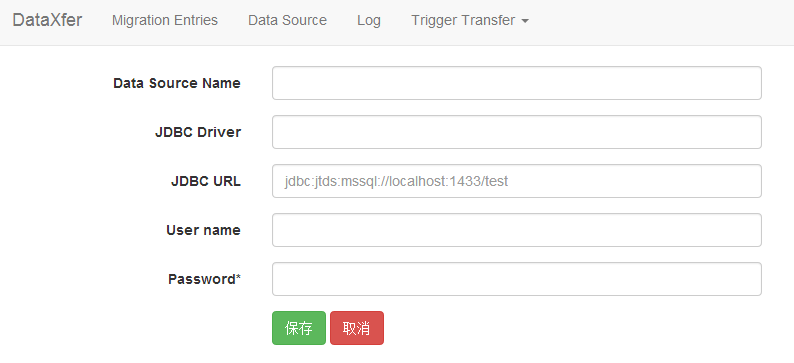 DataXfer Migration Entries Data Source Log Trigger Transfer
Data Source Name
JDBC Driver
JDBC URL jdbc:jtds:mssql://localhost:1433/test
User name
Password*
保存 取消